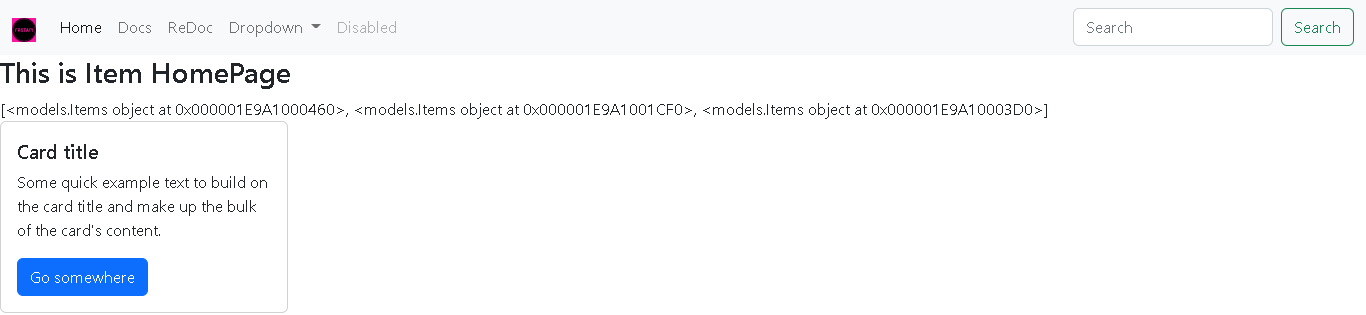 Home Docs ReDoc Dropdown Disabled Search Search
This is Item HomePage
[<models.Items object at 0x000001E9A1000460>, <models.Items object at 0x000001E9A1001CF0>, <models.Items object at 0x000001E9A10003D0>]
Card title
Some quick example text to build on
the card title and make up the bulk
of the card's content.
Go somewhere